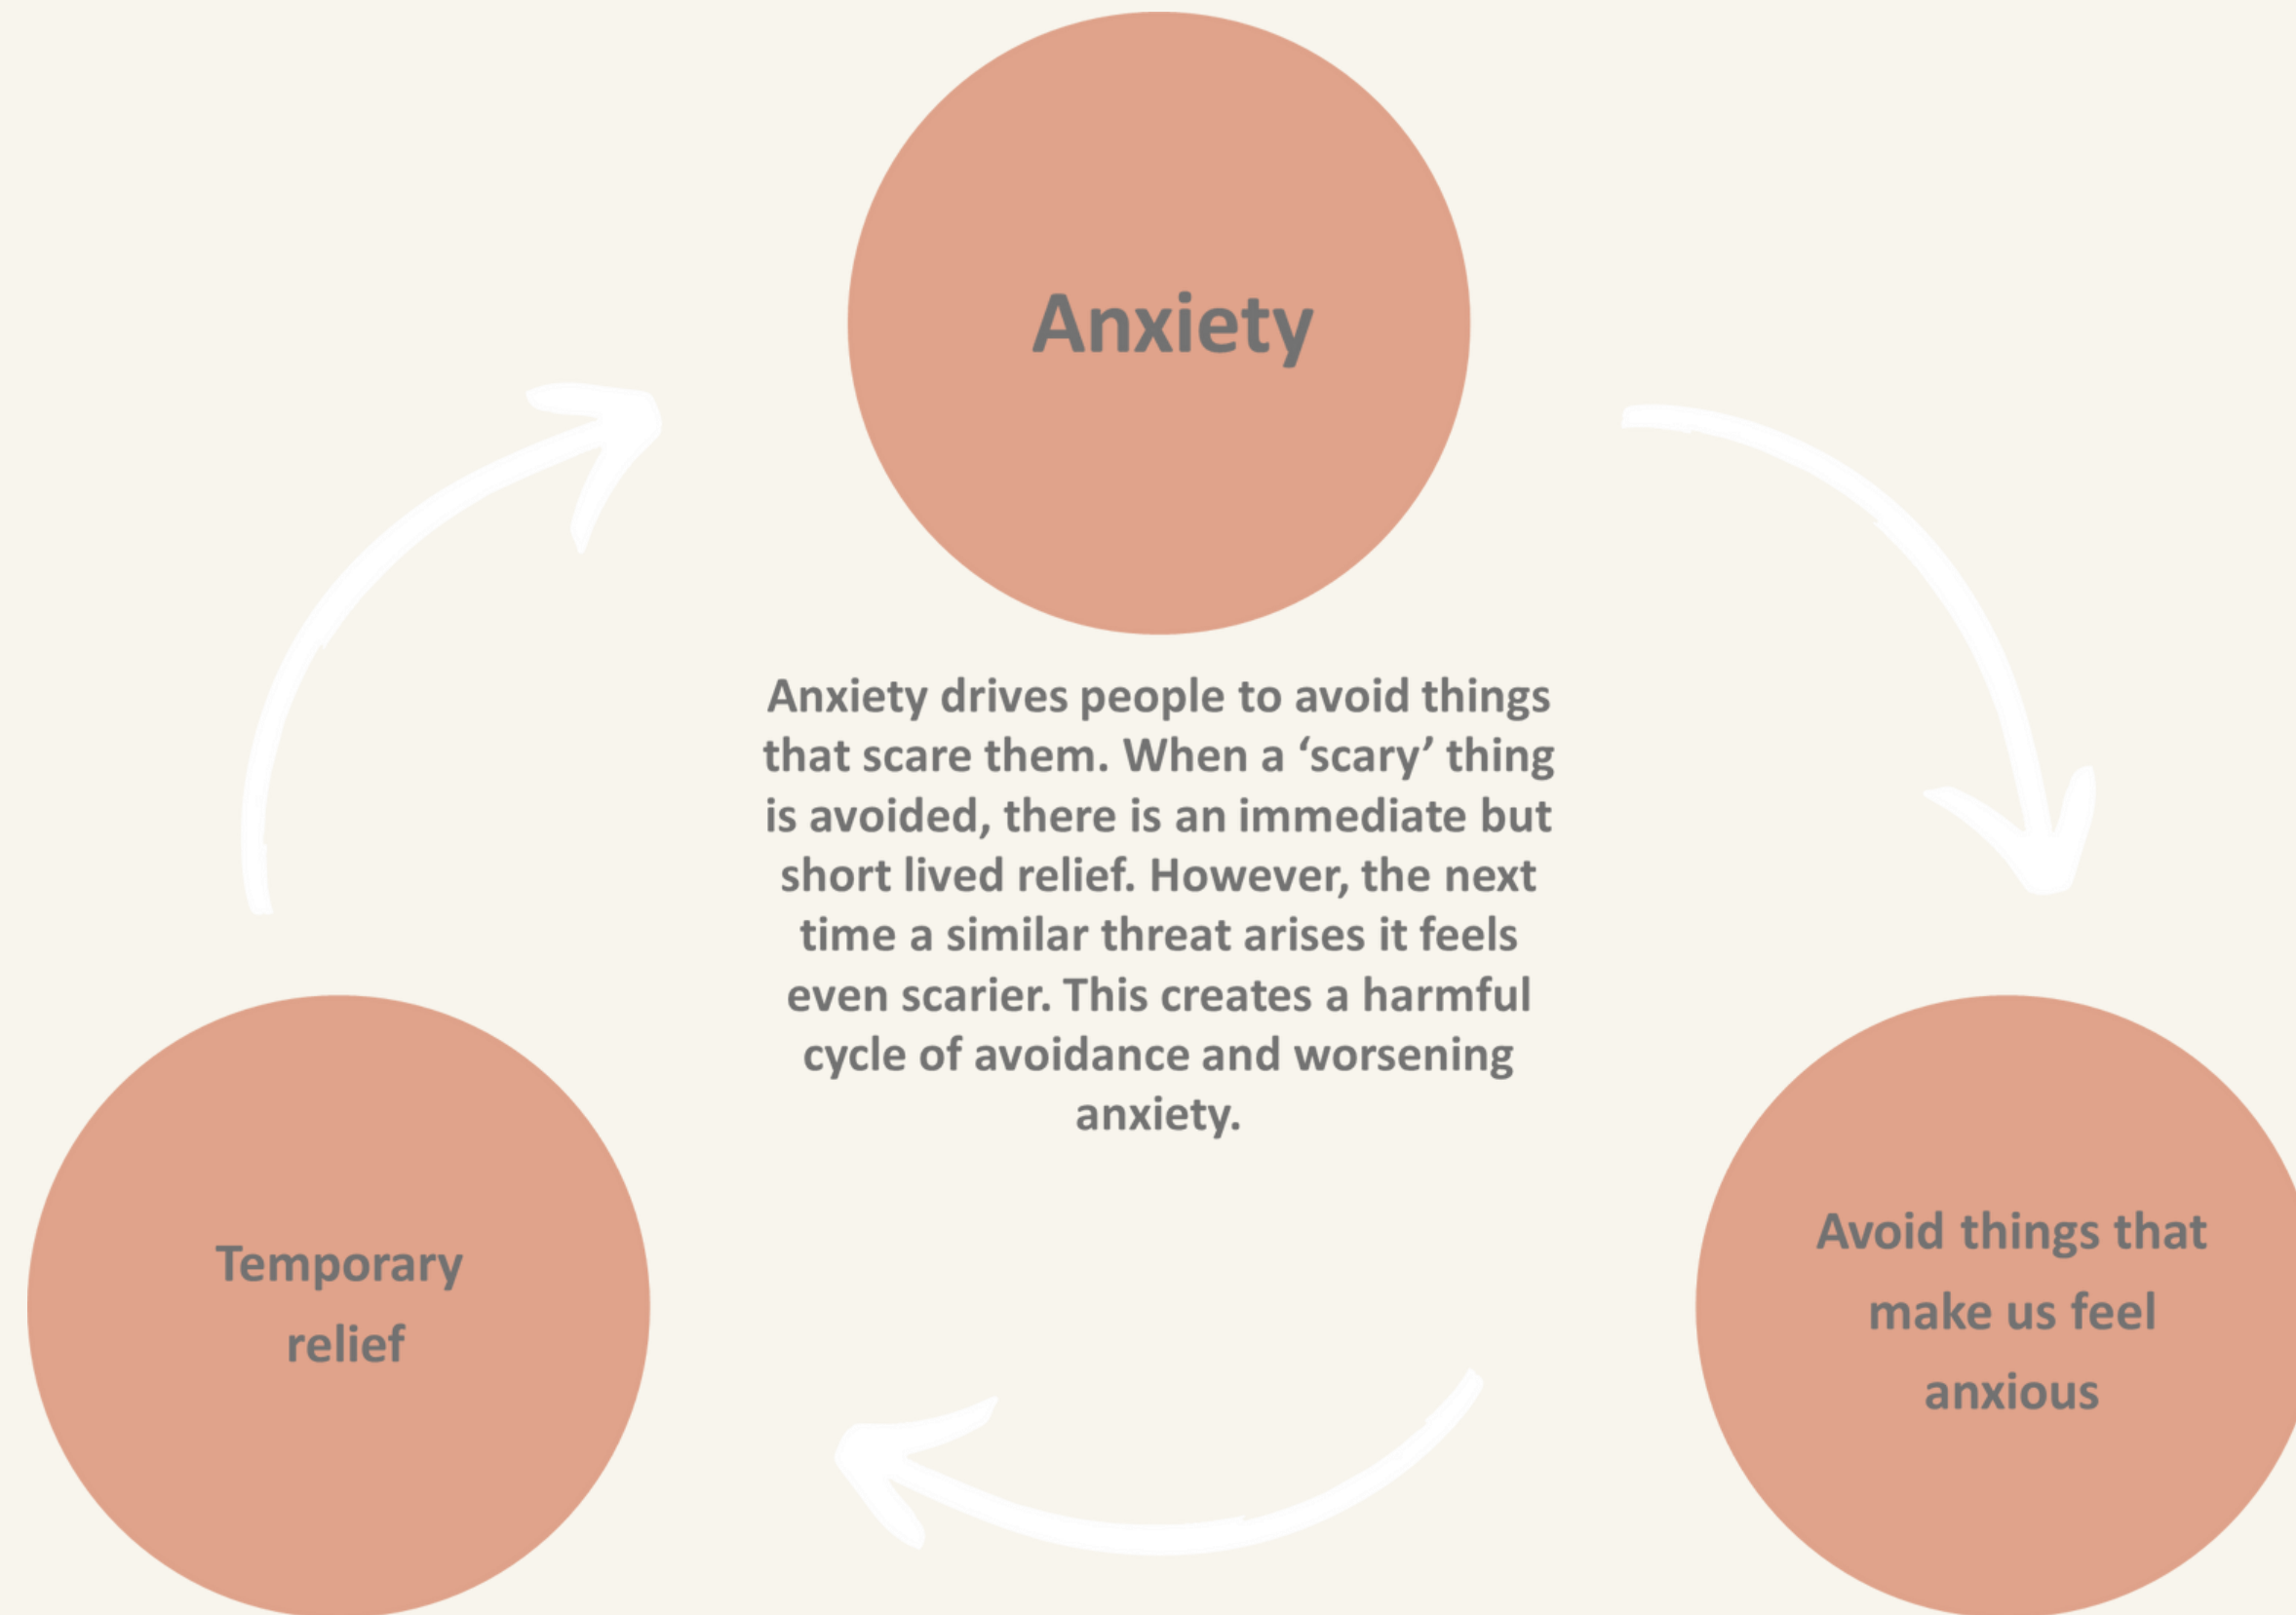 Anxiety
Anxiety drives people to avoid things
that scare them. When a ‘scary’ thing
is avoided, there is an immediate but
short lived relief. However, the next
time a similar threat arises it feels
even scarier. This creates a harmful
cycle of avoidance and worsening
anxiety.
Avoid things that
make us feel
anxious
Temporary
relief